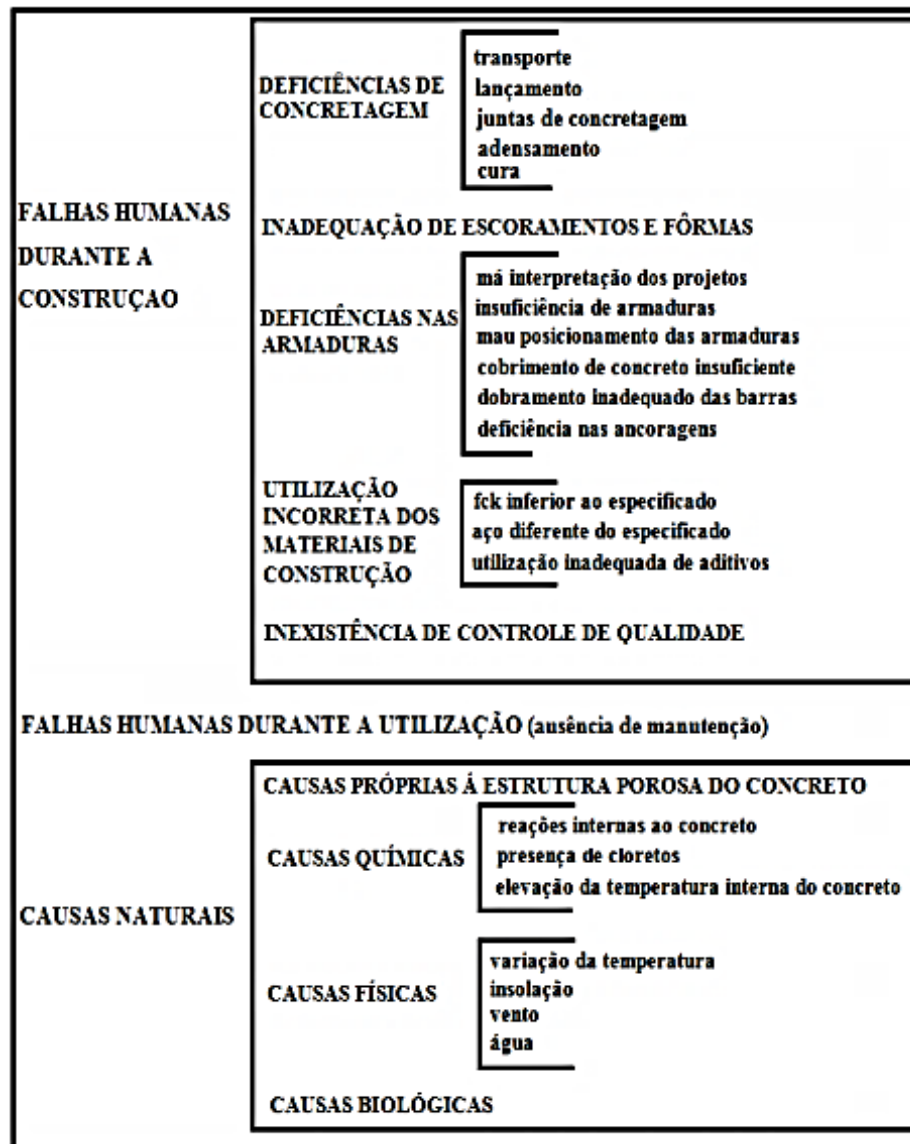 FALHAS HUMANAS
DURANTE A
CONSTRUÇAO
DEFICIÊNCIAS DE
CONCRETAGEM
transporte
lançamento
juntas de concretagem
adensamento
cura
INADEQUAÇÃO DE ESCORAMENTOS E FÔRMAS
DEFICIÊNCIAS NAS
ARMADURAS
má interpretação dos projetos
insuficiência de armaduras
mau posicionamento das armaduras
cobrimento de concreto insuficiente
dobramento inadequado das barras
deficiência nas ancoragens
UTILIZAÇÃO
INCORRETA DOS
MATERIAIS DE
CONSTRUÇÃO
fck inferior ao especificado
aço diferente do especificado
utilização inadequada de aditivos
INEXISTÊNCIA DE CONTROLE DE QUALIDADE
FALHAS HUMANAS DURANTE A UTILIZAÇÃO (ausência de manutenção)
CAUSAS NATURAIS
CAUSAS PRÓPRIAS Á ESTRUTURA POROSA DO CONCRETO
CAUSAS QUÍMICAS
reações internas ao concreto
presença de cloretos
elevação da temperatura interna do concreto
CAUSAS FÍSICAS
variação da temperatura
insolação
vento
água
CAUSAS BIOLÓGICAS